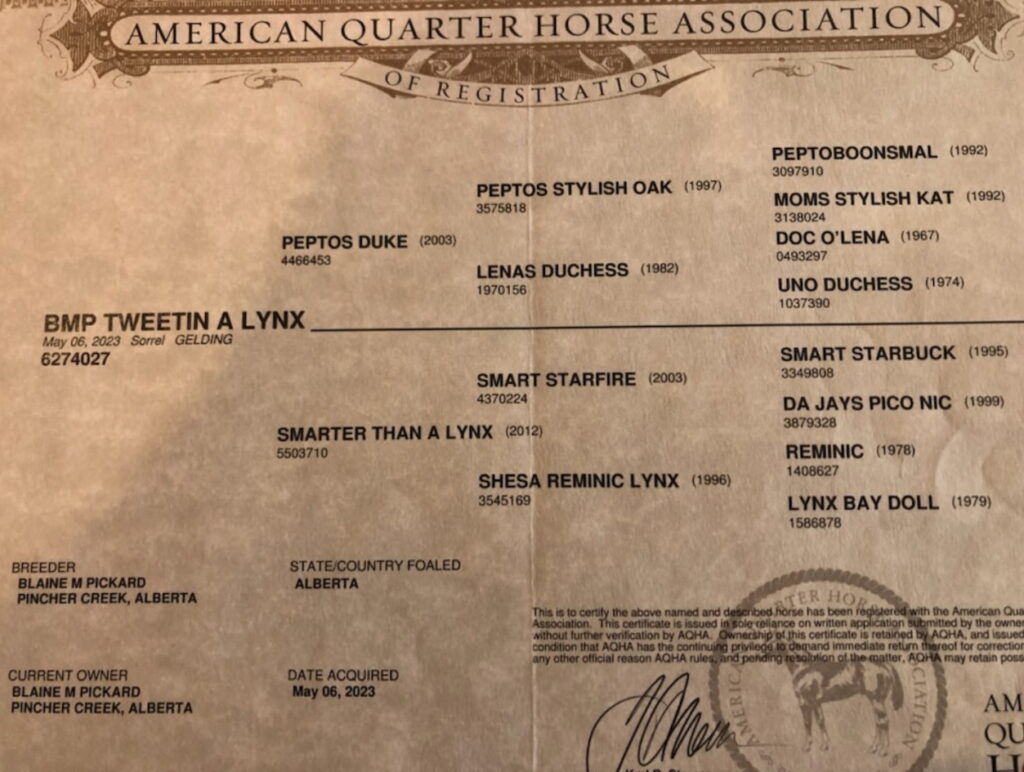 AMERICAN QUARTER HORSE ASSOCIATION
OF REGISTRATION
PEPTOBOONSMAL (1992)
3097910
PEPTOS STYLISH OAK (1997)
3575818
MOMS STYLISH KAT (1992)
3138024
PEPTOS DUKE (2003)
4466453
DOC O'LENA (1967)
0493297
LENAS DUCHESS (1982)
1970156
UNO DUCHESS (1974)
1037390
BMP TWEETIN A LYNX
May 06, 2023 Sorrel GELDING
6274027
SMART STARBUCK (1995)
3349808
SMART STARFIRE (2003)
4370224
DA JAYS PICO NIC (1999)
3879328
SMARTER THAN A LYNX (2012)
5503710
REMINIC (1978)
1408627
SHESA REMINIC LYNX (1996)
3545169
LYNX BAY DOLL (1979)
1586878
BREEDER
BLAINE M PICKARD
PINCHER CREEK, ALBERTA
STATE/COUNTRY FOALED
ALBERTA
This is to certify the above named and described horse has been registered with the American Qua
Association. This certificate is issued in sole reliance on written application submitted by the owner
without further verification by AQHA. Ownership of this certificate is retained by AQHA, and issued
condition that AQHA has the continuing privilege to demand immediate return thereof for correction
any other official reason AQHA rules, and pending resolution of the matter, AQHA may retain poss
CURRENT OWNER
BLAINE M PICKARD
PINCHER CREEK, ALBERTA
DATE ACQUIRED
May 06, 2023
AM
QU
H